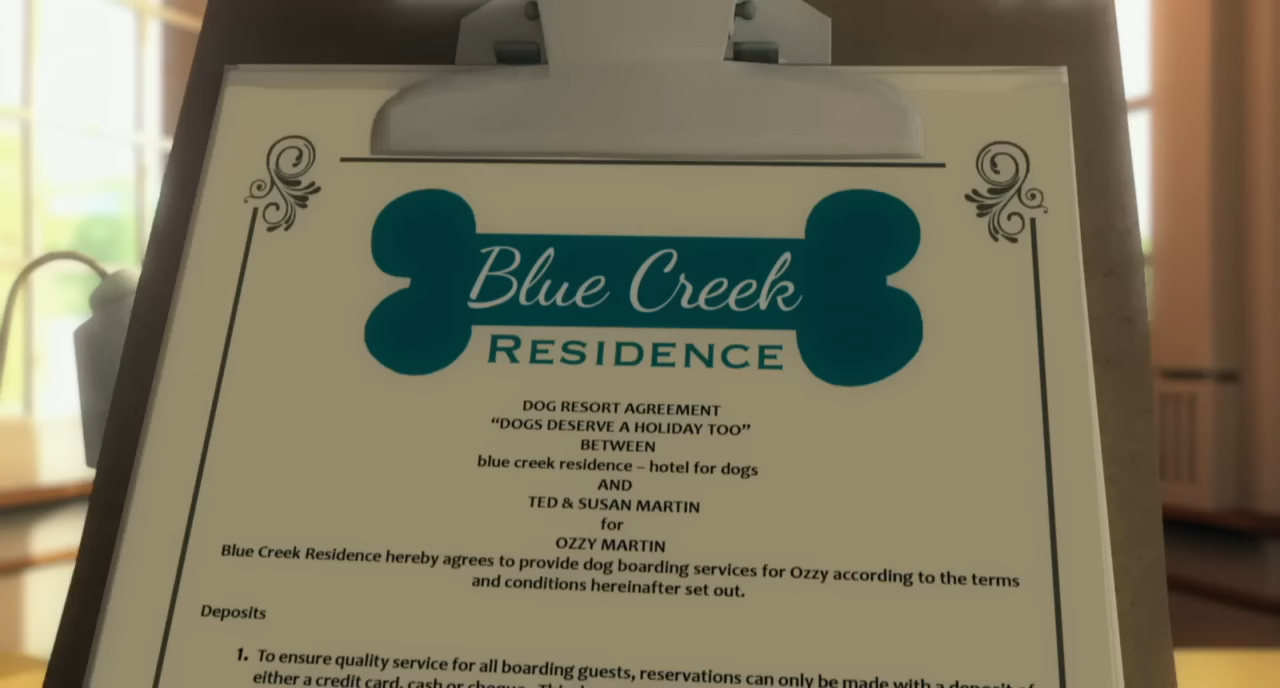 Blue Creek
RESIDENCE
DOG RESORT AGREEMENT
“DOGS DESERVE A HOLIDAY TOO”
BETWEEN
blue creek residence – hotel for dogs
AND
TED & SUSAN MARTIN
for
OZZY MARTIN
Blue Creek Residence hereby agrees to provide dog boarding services for Ozzy according to the terms
and conditions hereinafter set out.
Deposits
1. To ensure quality service for all boarding guests, reservations can only be made with a deposit of
either a credit card, cash or cheque.